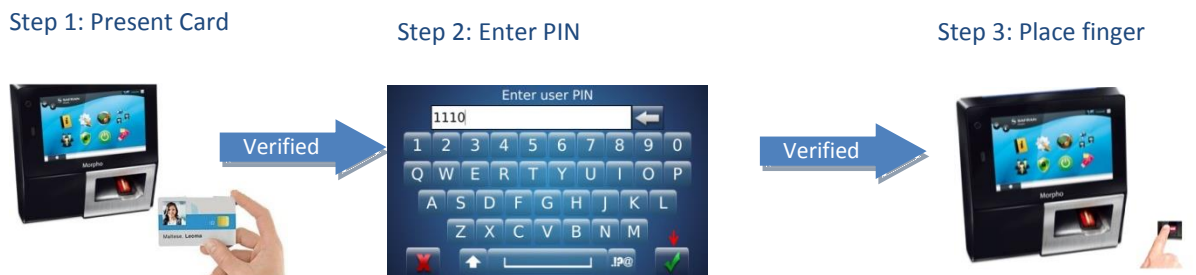 Step 1: Present Card
Step 2: Enter PIN
Step 3: Place finger
Morpho
Verified
Enter user PIN
1110
1 2 3 4 5 6 7 8 9 0
Q W E R T Y U I O P
A S D F G H J K L
Z X C V B N M
.!?@
Verified
Morpho